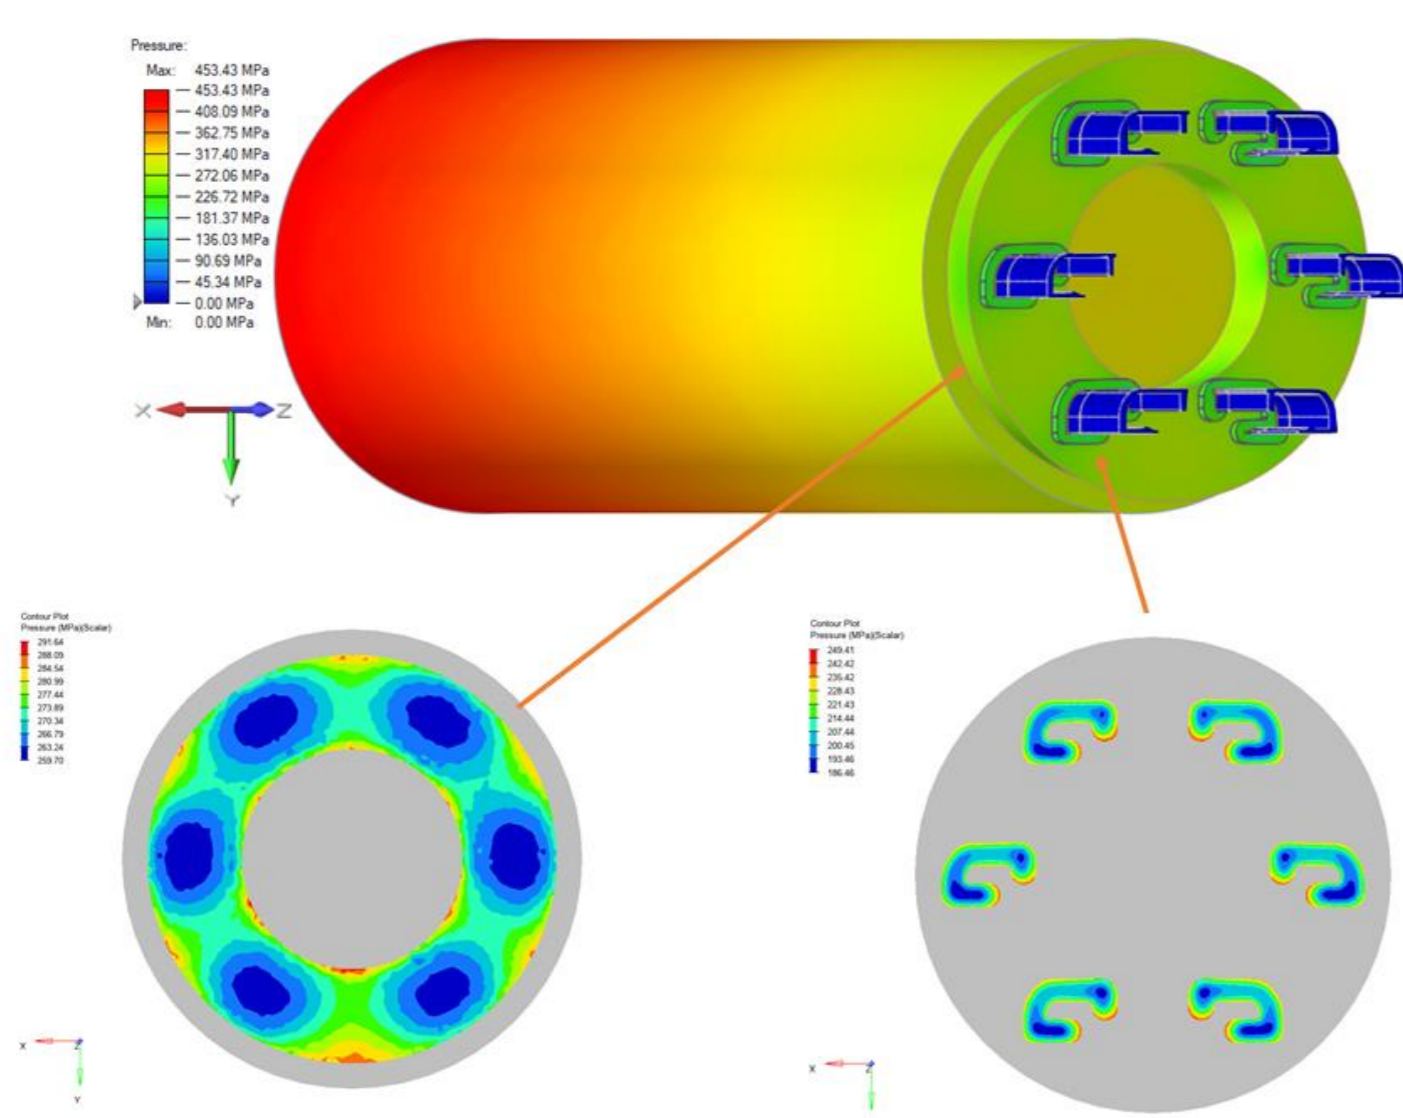 Pressure:
Max: 453.43 MPa
453.43 MPa
408.09 MPa
362.75 MPa
317.40 MPa
272.06 MPa
226.72 MPa
181.37 MPa
136.03 MPa
90.69 MPa
45.34 MPa
0.00 MPa
Min: 0.00 MPa
X
Z
Y
Contour Plot
Pressure (MPa)(Scalar)
291.64
288.09
284.54
280.99
277.44
273.89
270.34
266.79
263.24
259.70
X
Z
Y
Contour Plot
Pressure (MPa)(Scalar)
249.41
242.42
235.42
228.43
221.43
214.44
207.44
200.45
193.46
186.46
X
Z